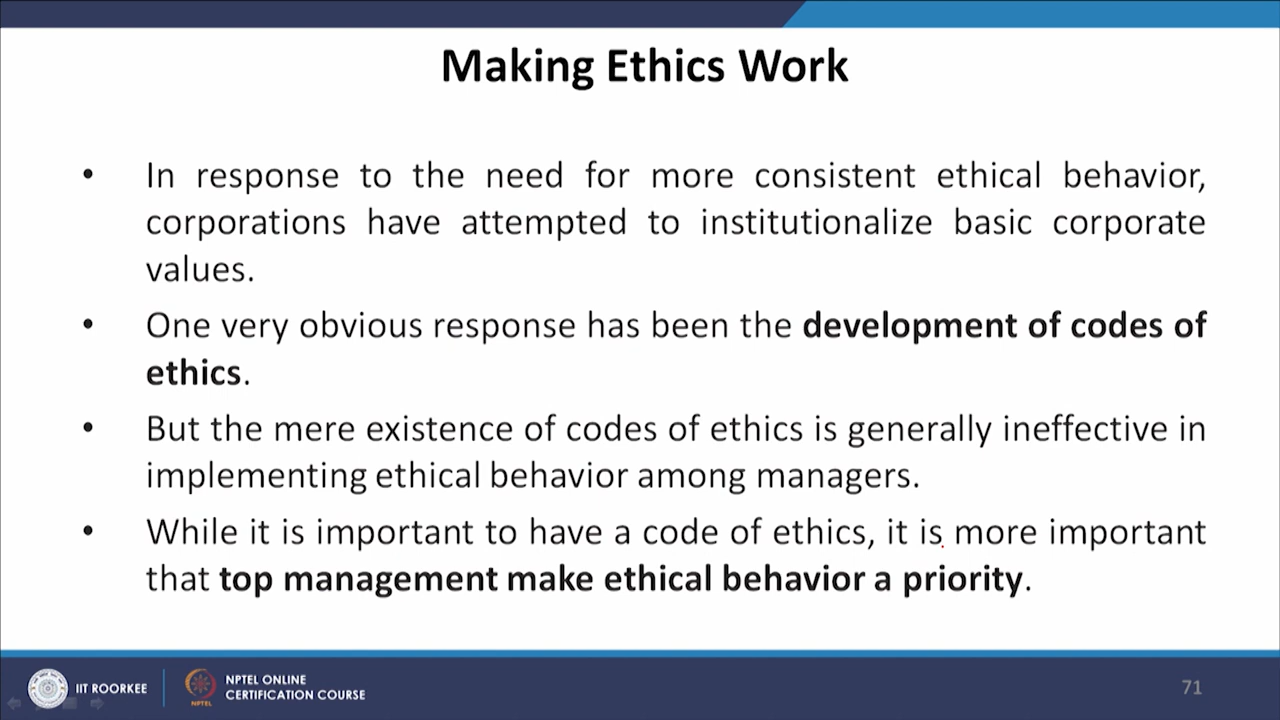 Making Ethics Work
• In response to the need for more consistent ethical behavior,
corporations have attempted to institutionalize basic corporate
values.
• One very obvious response has been the development of codes of
ethics.
• But the mere existence of codes of ethics is generally ineffective in
implementing ethical behavior among managers.
• While it is important to have a code of ethics, it is more important
that top management make ethical behavior a priority.
IIT ROORKEE
NPTEL
NPTEL ONLINE
CERTIFICATION COURSE
71